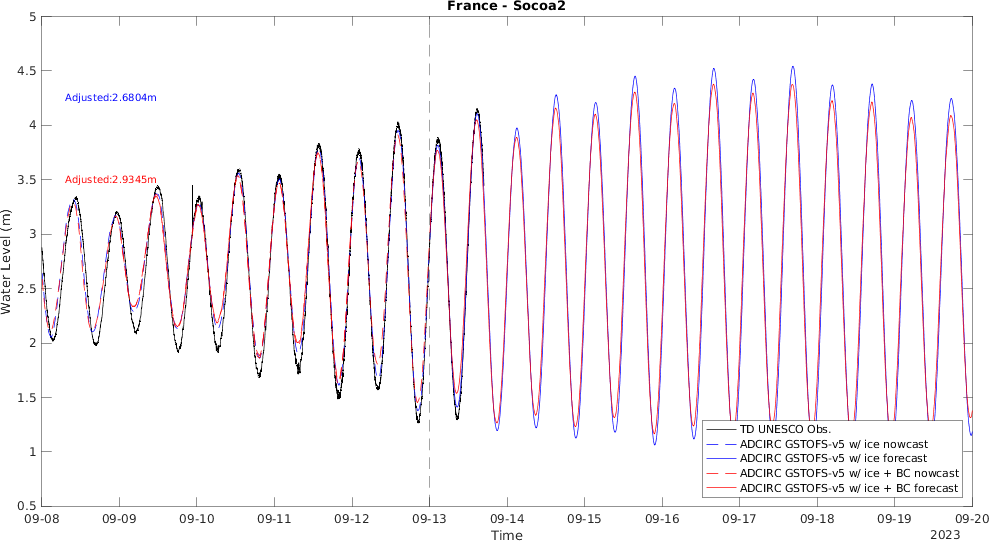 France - Socoa2
5
4.5
4
3.5
3
2.5
2
1.5
1
0.5
Water Level (m)
Adjusted:2.6804m
Adjusted:2.9345m
TD UNESCO Obs.
ADCIRC GSTOFS-v5 w/ ice nowcast
ADCIRC GSTOFS-v5 w/ ice forecast
ADCIRC GSTOFS-v5 w/ ice + BC nowcast
ADCIRC GSTOFS-v5 w/ ice + BC forecast
09-08 09-09 09-10 09-11 09-12 09-13 09-14 09-15 09-16 09-17 09-18 09-19 09-20
Time
2023